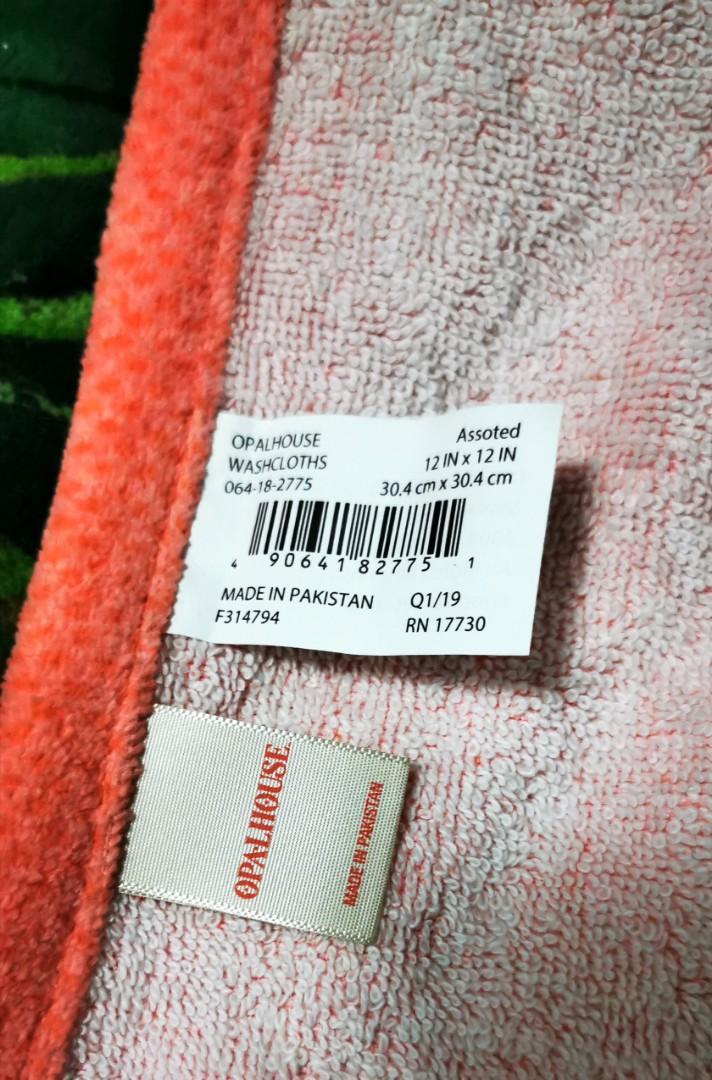 OPALHOUSE
WASHCLOTHS
064-18-2775
Assoted
12 IN x 12 IN
30.4 cm x 30.4 cm
4 90641 82775 1
MADE IN PAKISTAN
F314794
Q1/19
RN 17730
OPALHOUSE
MADE IN PAKISTAN